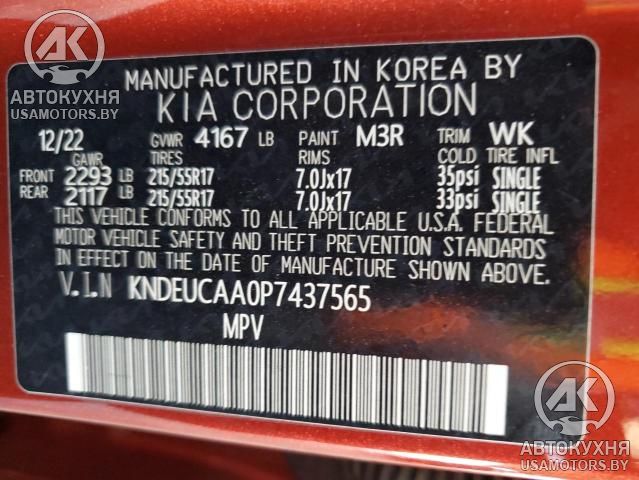 MANUFACTURED IN KOREA BY
KIA CORPORATION
12/22 GVWR 4167 LB PAINT M3R TRIM WK
GAWR TIRES RIMS COLD TIRE INFL
FRONT 2293 LB 215/55R17 7.0Jx17 35psi SINGLE
REAR 2117 LB 215/55R17 7.0Jx17 33psi SINGLE
THIS VEHICLE CONFORMS TO ALL APPLICABLE U.S.A. FEDERAL
MOTOR VEHICLE SAFETY AND THEFT PREVENTION STANDARDS
IN EFFECT ON THE DATE OF MANUFACTURE SHOWN ABOVE.
V.I.N KNDEUCAA0P7437565
MPV
АК
АВТОКУХНЯ
USAMOTORS.BY
АК
АВТОКУХНЯ
USAMOTORS.BY